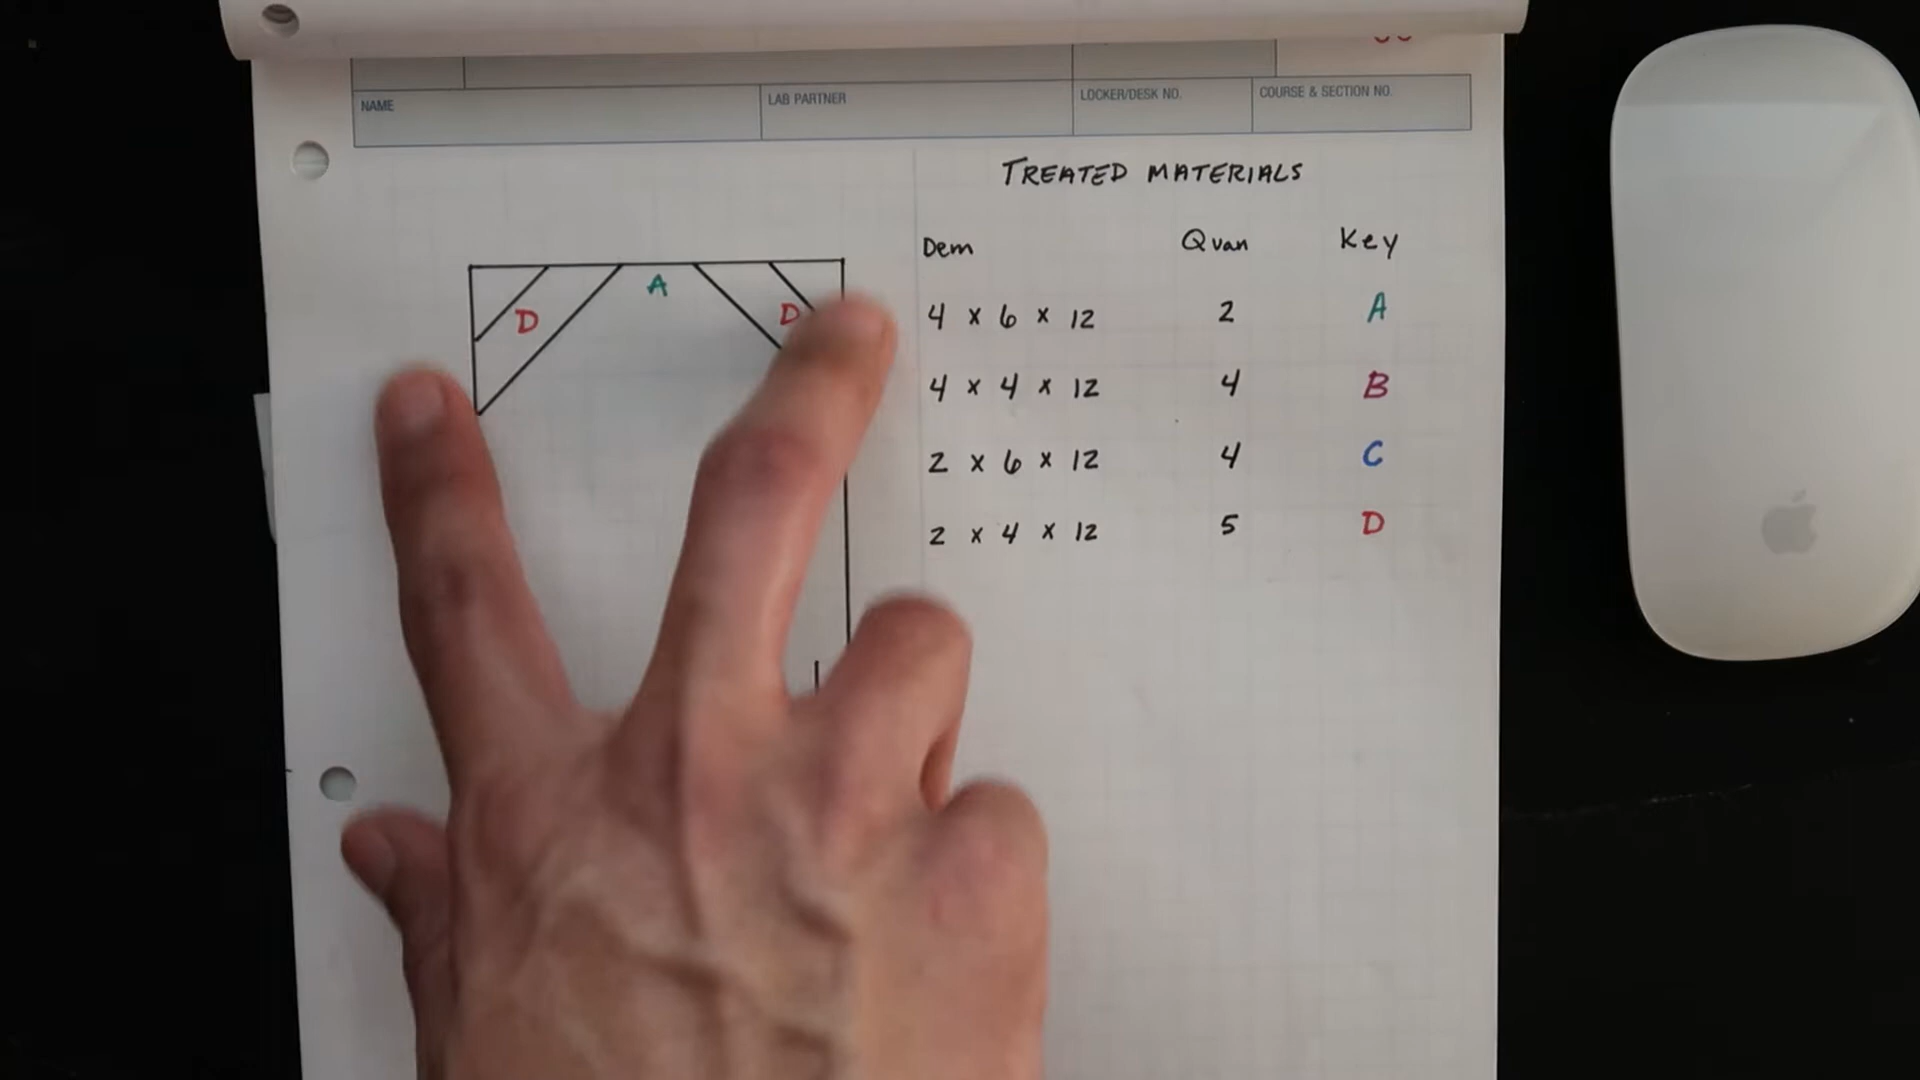 NAME LAB PARTNER LOCKER/DESK NO. COURSE & SECTION NO.
TREATED MATERIALS
Dem Quan Key
4 x 6 x 12 2 A
4 x 4 x 12 4 B
2 x 6 x 12 4 C
2 x 4 x 12 5 D
A
D D